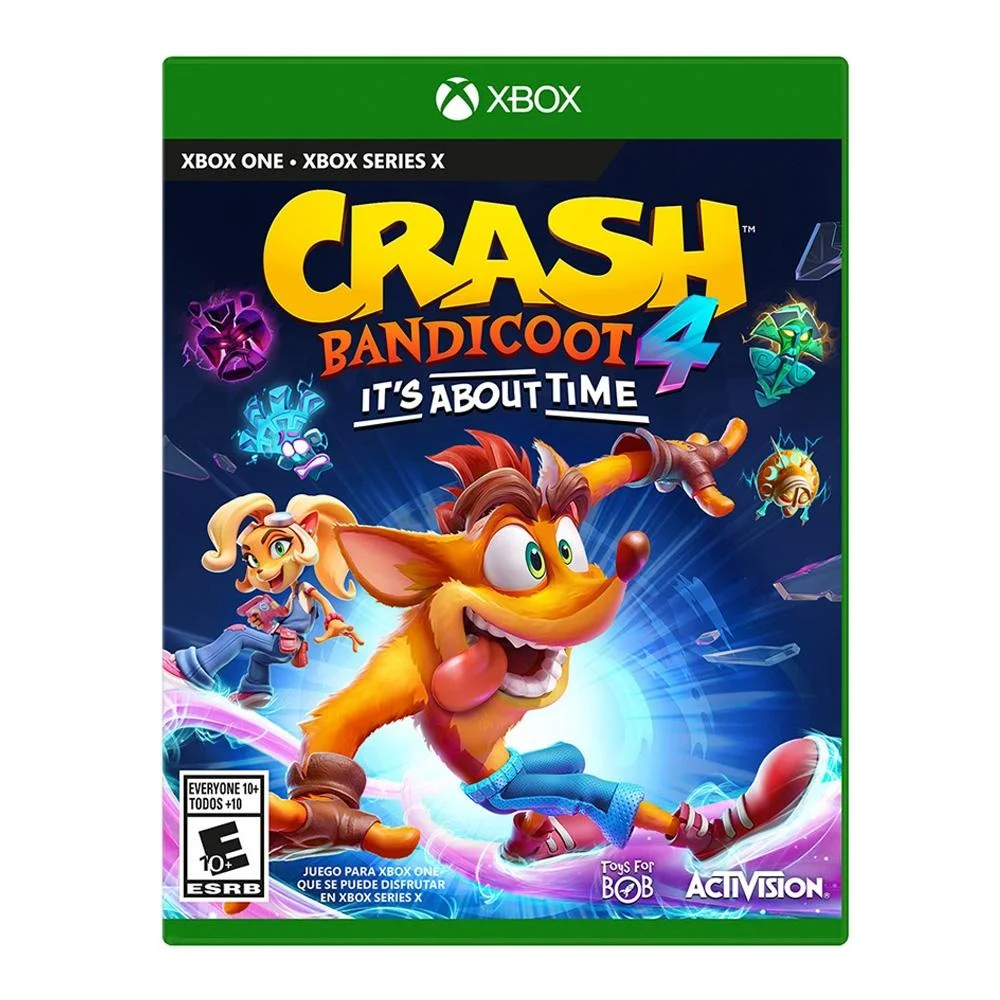 XBOX
XBOX ONE • XBOX SERIES X
CRASH™
BANDICOOT 4
IT'S ABOUT TIME
EVERYONE 10+
TODOS +10
E
10+
ESRB
JUEGO PARA XBOX ONE
QUE SE PUEDE DISFRUTAR
EN XBOX SERIES X
Toys For
BOB
ACTIVISION®